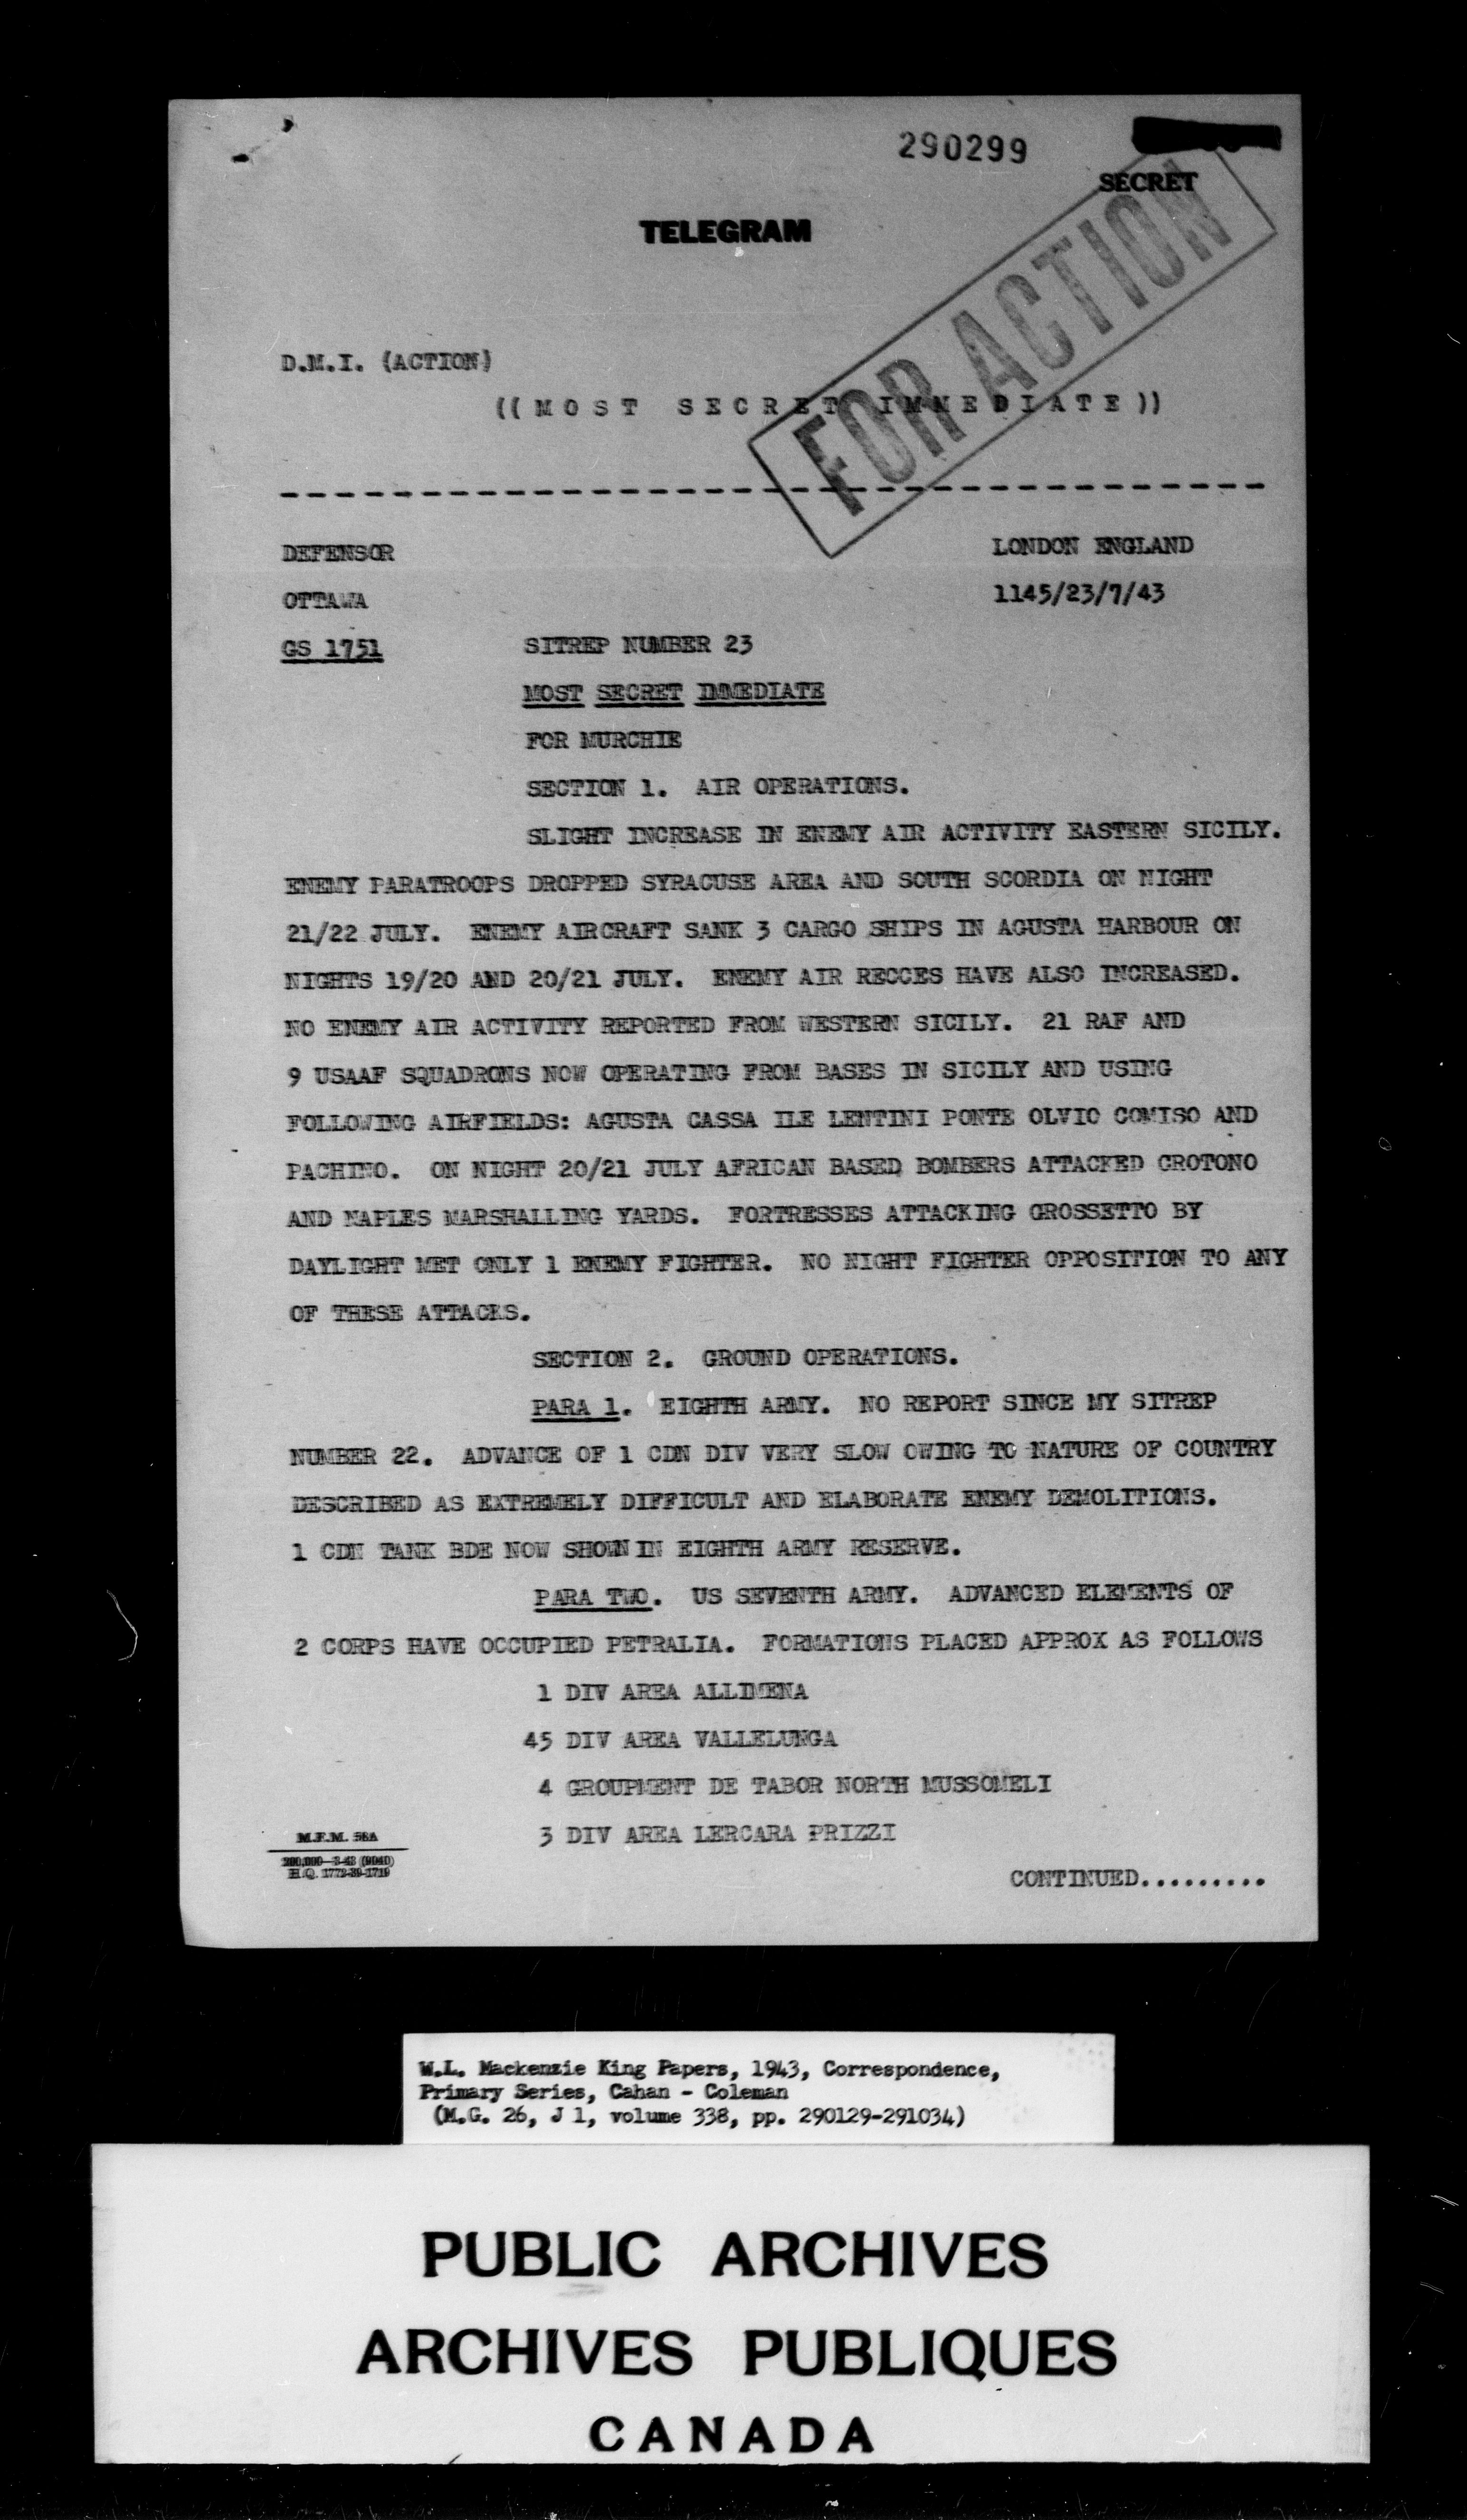 290299
SECRET
TELEGRAM
FOR ACTION
D.M.I. (ACTION)
((MOST SECRET IMMEDIATE))
DEFENSOR
LONDON ENGLAND
OTTAWA
1145/23/7/43
GS 1751
SITREP NUMBER 23
MOST SECRET IMMEDIATE
FOR MURCHIE
SECTION 1. AIR OPERATIONS.
SLIGHT INCREASE IN ENEMY AIR ACTIVITY EASTERN SICILY.
ENEMY PARATROOPS DROPPED SYRACUSE AREA AND SOUTH SCORDIA ON NIGHT
21/22 JULY. ENEMY AIRCRAFT SANK 3 CARGO SHIPS IN AGUSTA HARBOUR ON
NIGHTS 19/20 AND 20/21 JULY. ENEMY AIR RECCES HAVE ALSO INCREASED.
NO ENEMY AIR ACTIVITY REPORTED FROM WESTERN SICILY. 21 RAF AND
9 USAAF SQUADRONS NOW OPERATING FROM BASES IN SICILY AND USING
FOLLOWING AIRFIELDS: AGUSTA CASSA ILE LENTINI PONTE OLVIO COMISO AND
PACHINO. ON NIGHT 20/21 JULY AFRICAN BASED BOMBERS ATTACKED CROTONO
AND NAPLES MARSHALLING YARDS. FORTRESSES ATTACKING GROSSETTO BY
DAYLIGHT MET ONLY 1 ENEMY FIGHTER. NO NIGHT FIGHTER OPPOSITION TO ANY
OF THESE ATTACKS.
SECTION 2. GROUND OPERATIONS.
PARA 1. EIGHTH ARMY. NO REPORT SINCE MY SITREP
NUMBER 22. ADVANCE OF 1 CDN DIV VERY SLOW OWING TO NATURE OF COUNTRY
DESCRIBED AS EXTREMELY DIFFICULT AND ELABORATE ENEMY DEMOLITIONS.
1 CDN TANK BDE NOW SHOWN IN EIGHTH ARMY RESERVE.
PARA TWO. US SEVENTH ARMY. ADVANCED ELEMENTS OF
2 CORPS HAVE OCCUPIED PETRALIA. FORMATIONS PLACED APPROX AS FOLLOWS
1 DIV AREA ALLIMENA
45 DIV AREA VALLELUNGA
4 GROUPMENT DE TABOR NORTH MUSSOMELI
3 DIV AREA LERCARA PRIZZI
M.F.M. 58A
200,000—3-43 (9040)
H.Q. 1772-39-1719
CONTINUED.........
W.L. Mackenzie King Papers, 1943, Correspondence,
Primary Series, Cahan - Coleman
(M.G. 26, J 1, volume 338, pp. 290129-291034)
PUBLIC ARCHIVES
ARCHIVES PUBLIQUES
CANADA